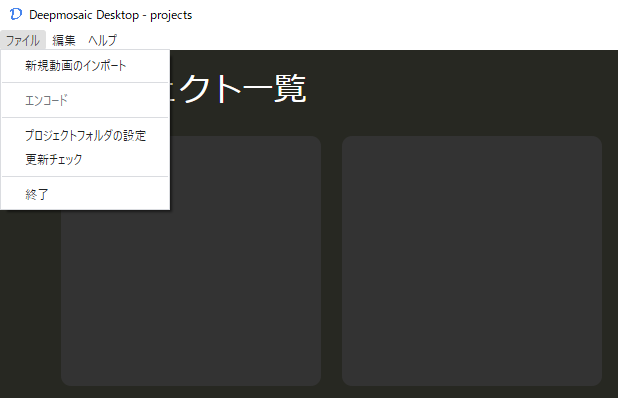 Deepmosaic Desktop - projects
ファイル 編集 ヘルプ
新規動画のインポート
エンコード
プロジェクトフォルダの設定
更新チェック
終了
ェクト一覧